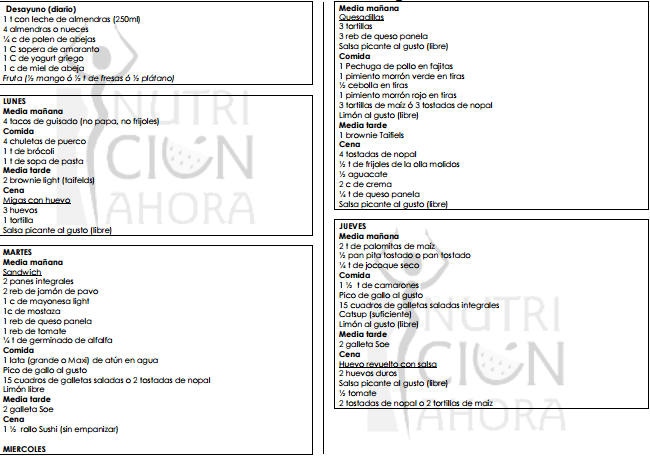 Desayuno (diario)
1 t con leche de almendras (250ml)
4 almendras o nueces
¼ c de polen de abejas
1 C sopera de amaranto
1 C de yogurt griego
1 c de miel de abeja
Fruta (½ mango ó ½ t de fresas ó ½ plátano)
LUNES
Media mañana
4 tacos de guisado (no papa, no frijoles)
Comida
4 chuletas de puerco
1 t de brócoli
1 t de sopa de pasta
Media tarde
2 brownie light (taifelds)
Cena
Migas con huevo
3 huevos
1 tortilla
Salsa picante al gusto (libre)
MARTES
Media mañana
Sandwich
2 panes integrales
2 reb de jamón de pavo
1 c de mayonesa light
1c de mostaza
1 reb de queso panela
1 reb de tomate
¼ t de germinado de alfalfa
Comida
1 lata (grande o Maxi) de atún en agua
Pico de gallo al gusto
15 cuadros de galletas saladas o 2 tostadas de nopal
Limón libre
Media tarde
2 galleta Soe
Cena
1 ½ rallo Sushi (sin empanizar)
MIERCOLES
Media mañana
Quesadillas
3 tortillas
3 reb de queso panela
Salsa picante al gusto (libre)
Comida
1 Pechuga de pollo en fajitas
1 pimiento morrón verde en tiras
½ cebolla en tiras
1 pimiento morrón rojo en tiras
3 tortillas de maíz ó 3 tostadas de nopal
Limón al gusto (libre)
Media tarde
1 brownie Taifiels
Cena
4 tostadas de nopal
½ t de frijales de la olla molidos
½ aguacate
2 c de crema
¼ t de queso panela
Salsa picante al gusto (libre)
JUEVES
Media mañana
2 t de palomitas de maíz
½ pan pita tostado o pan tostado
¼ t de jocoque seco
Comida
1 ½ t de camarones
Pico de gallo al gusto
15 cuadros de galletas saladas integrales
Catsup (suficiente)
Limón al gusto (libre)
Media tarde
2 galleta Soe
Cena
Huevo revuelto con salsa
2 huevos duros
Salsa picante al gusto (libre)
½ tomate
2 tostadas de nopal o 2 tortillas de maíz
NUTRI
CIÓN
AHORA
NUTRI
CIÓN
AHORA